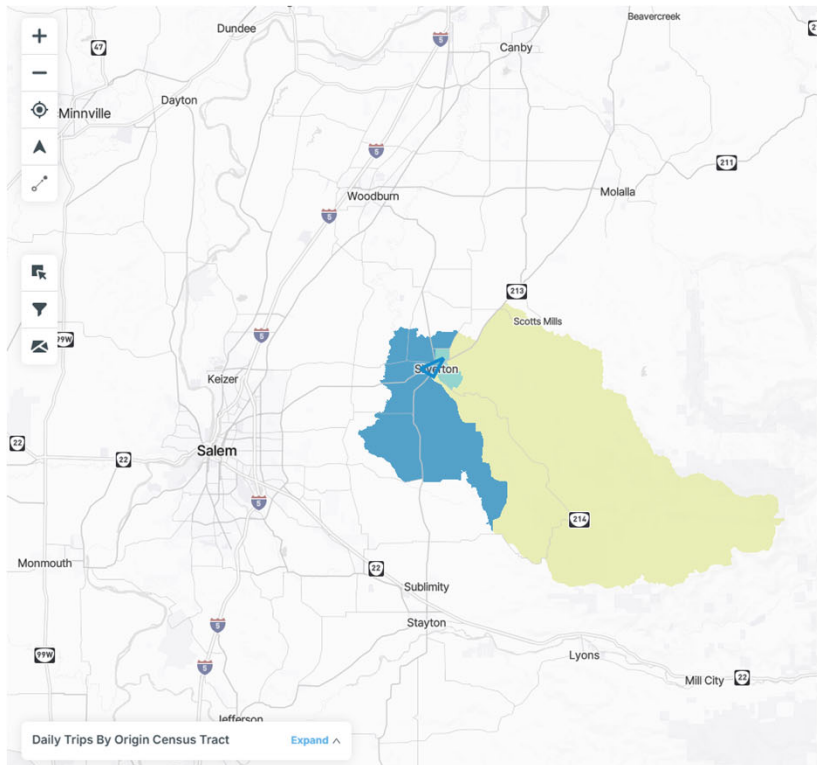 Beavercreek
Dundee
5
Canby
47
Dayton
Minnville
5
211
Woodburn
Molalla
5
213
Scotts Mills
5
99W
Silverton
Keizer
22
Salem
22
5
214
Monmouth
22
Sublimity
5
Stayton
99W
5
Lyons
Mill City
22
Jefferson
Daily Trips By Origin Census Tract
Expand